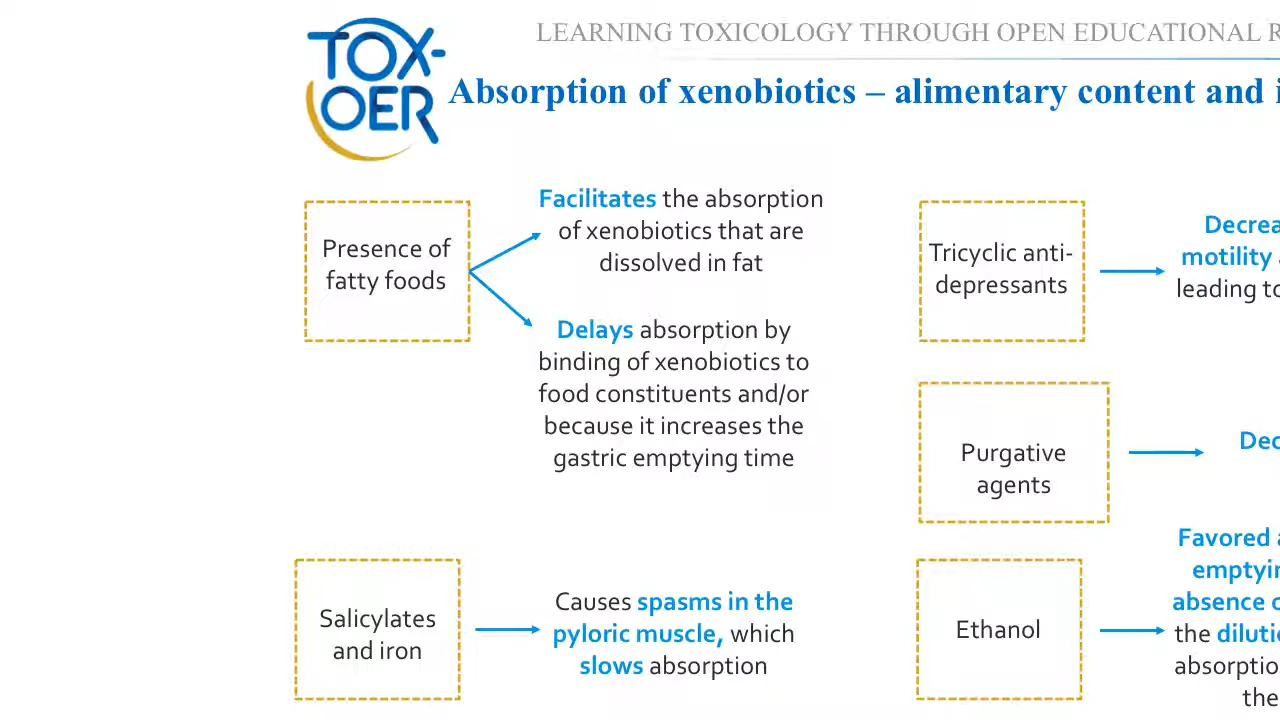 TOX-
OER
LEARNING TOXICOLOGY THROUGH OPEN EDUCATIONAL
Absorption of xenobiotics – alimentary content and
Presence of
fatty foods
Facilitates the absorption
of xenobiotics that are
dissolved in fat
Delays absorption by
binding of xenobiotics to
food constituents and/or
because it increases the
gastric emptying time
Salicylates
and iron
Causes spasms in the
pyloric muscle, which
slows absorption
Tricyclic anti-
depressants
motility
leading
Purgative
agents
Ethanol
Favored
absence
the
the